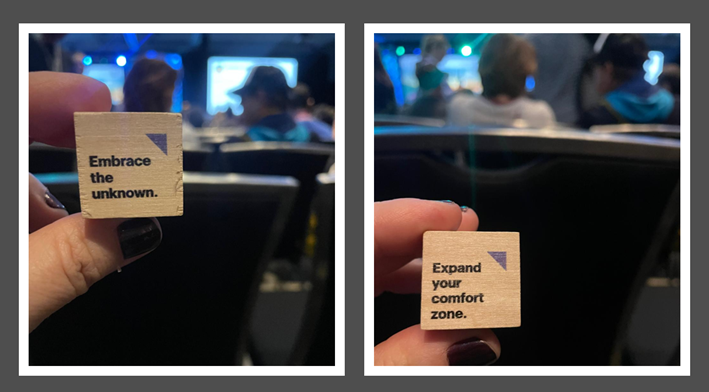 Embrace
the
unknown.
Expand
your
comfort
zone.